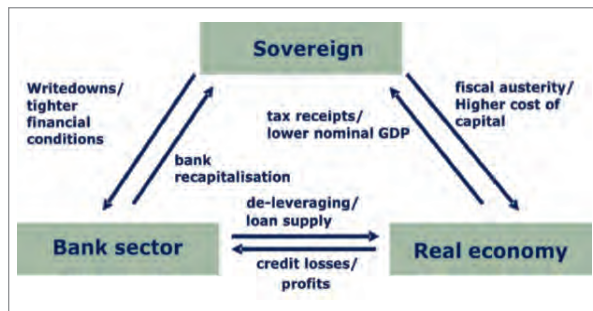 Sovereign
Writedowns/
tighter
financial
conditions
bank
recapitalisation
tax receipts/
lower nominal GDP
fiscal austerity/
Higher cost of
capital
de-leveraging/
loan supply
Bank sector
Real economy
credit losses/
profits